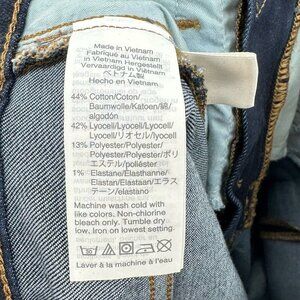 Made in Vietnam
Fabriqué au Vietnam
in Vietnam Hergestellt
Vervaardigd in Vietnam
ベトナム製
Hecho en Vietnam
44% Cotton/Coton/
Baumwolle/Katoen/綿/
algodón
42% Lyocell/Lyocell/Lyocell/
Lyocell/リオセル/lyocell
13% Polyester/Polyester/
Polyester/Polyester/ポリ
エステル/poliéster
1% Elastane/Élasthanne/
Elastan/Elastaan/エラス
テーン/elastano
Machine wash cold with
like colors. Non-chlorine
bleach only. Tumble dry
low. Iron on lowest setting.
30
Laver à la machine à l'eau